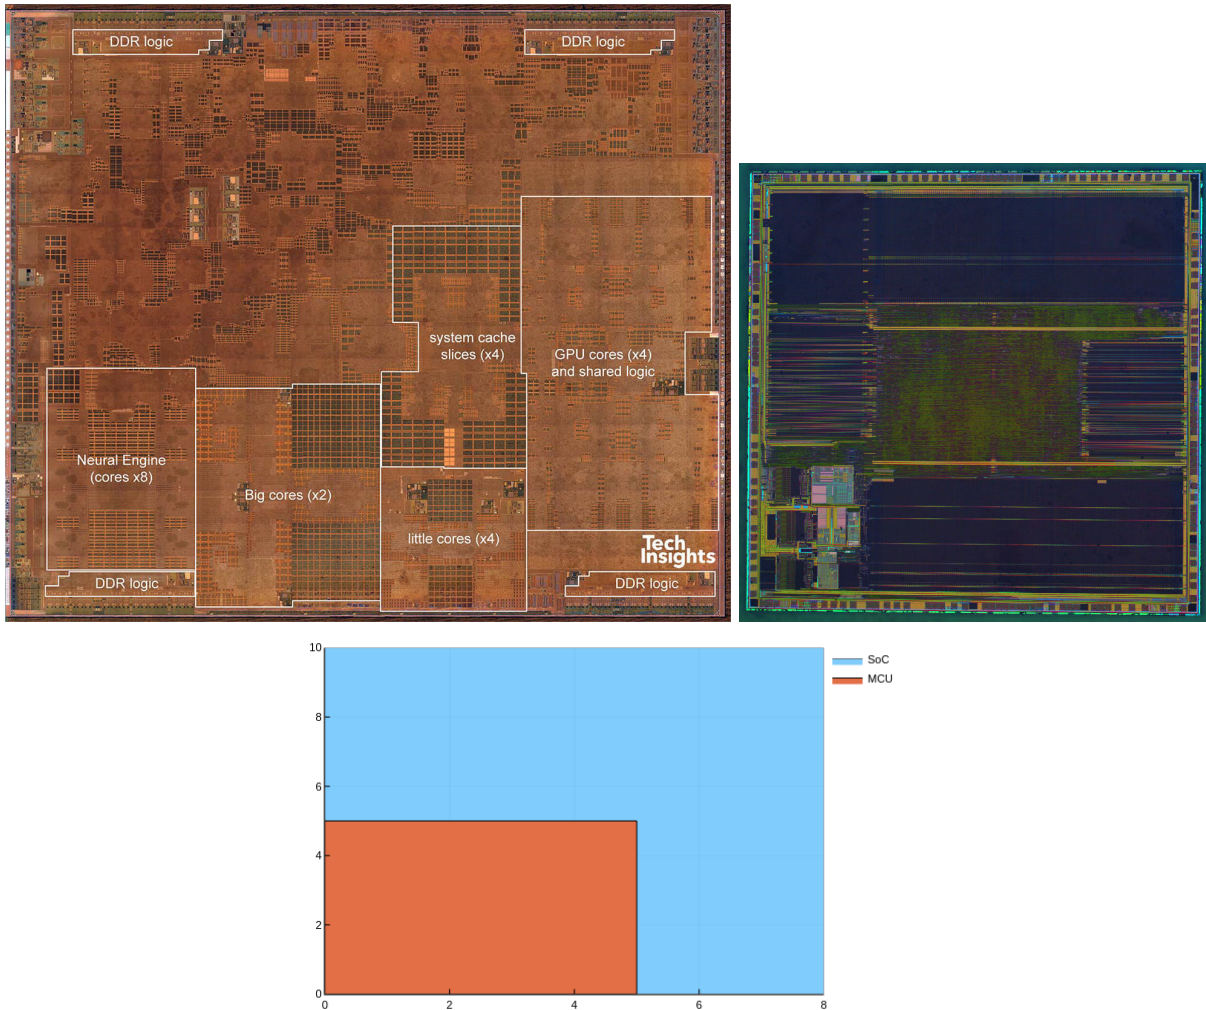 DDR logic
DDR logic
system cache
slices (x4)
GPU cores (x4)
and shared logic
Neural Engine
(cores x8)
Big cores (x2)
little cores (x4)
Tech
Insights
DDR logic
DDR logic
10
8
6
4
2
0
0
2
4
6
8
SoC
MCU